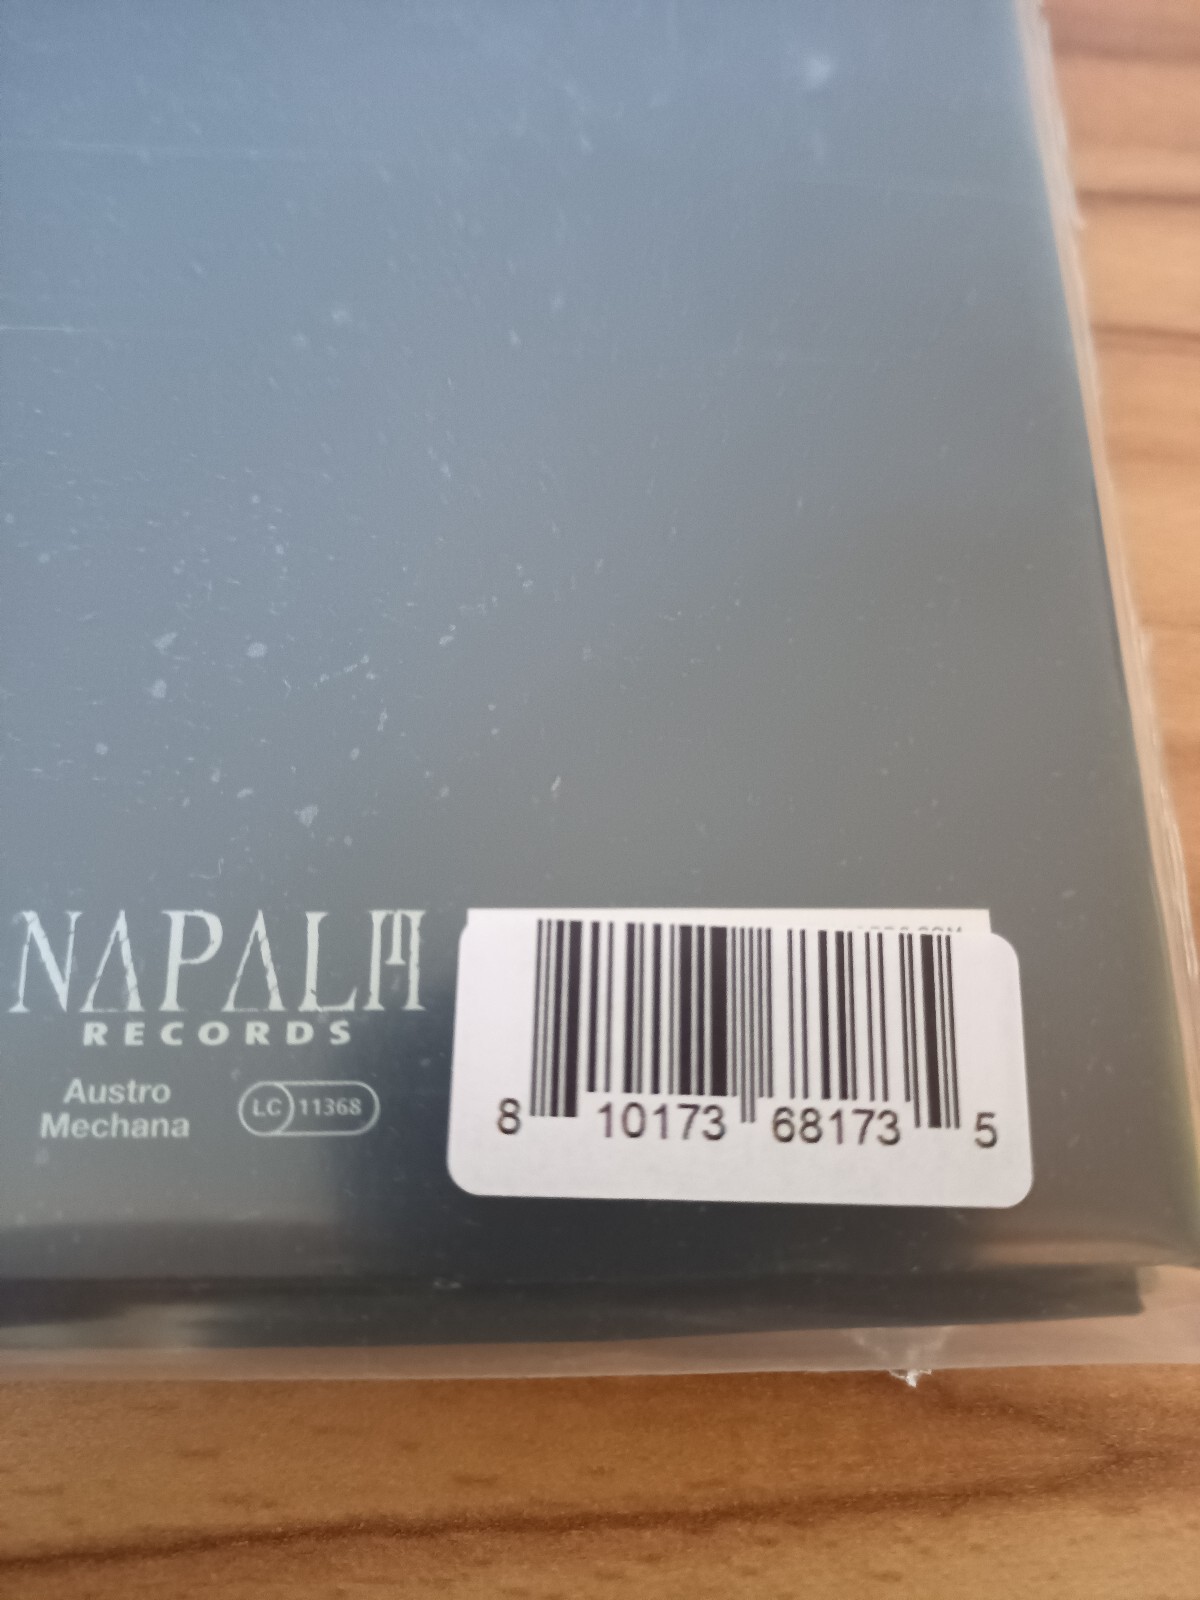 NAPALM
RECORDS
Austro
Mechana
LC 11368
8 10173 68173 5